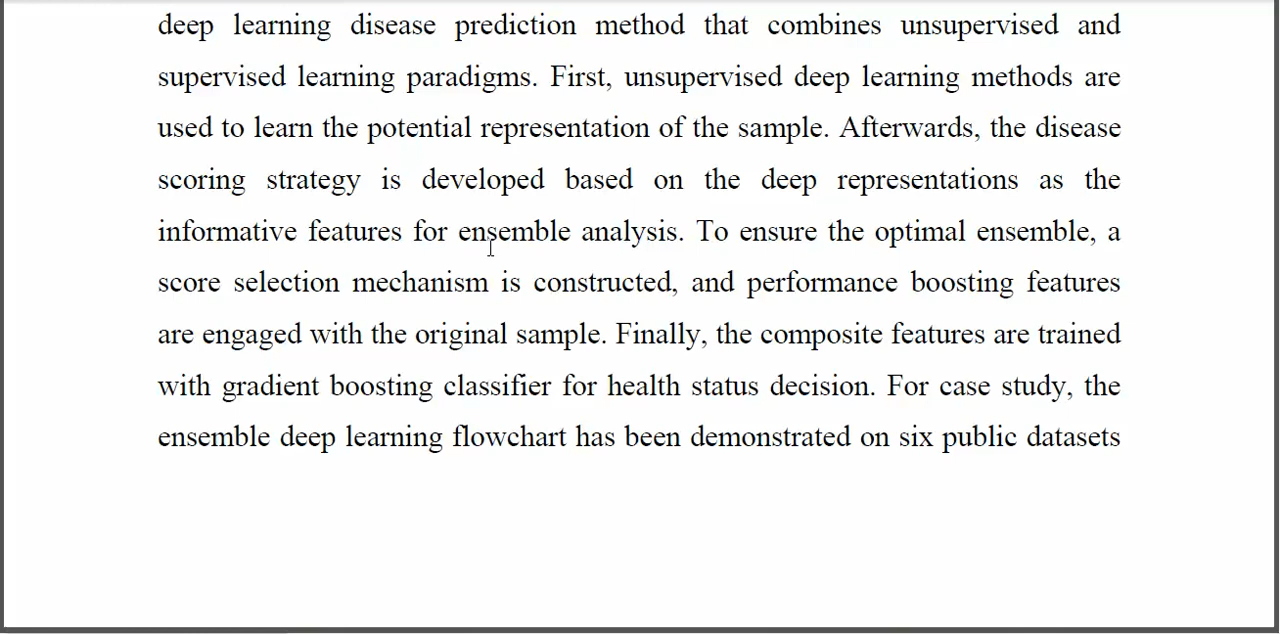 deep learning disease prediction method that combines unsupervised and
supervised learning paradigms. First, unsupervised deep learning methods are
used to learn the potential representation of the sample. Afterwards, the disease
scoring strategy is developed based on the deep representations as the
informative features for ensemble analysis. To ensure the optimal ensemble, a
score selection mechanism is constructed, and performance boosting features
are engaged with the original sample. Finally, the composite features are trained
with gradient boosting classifier for health status decision. For case study, the
ensemble deep learning flowchart has been demonstrated on six public datasets